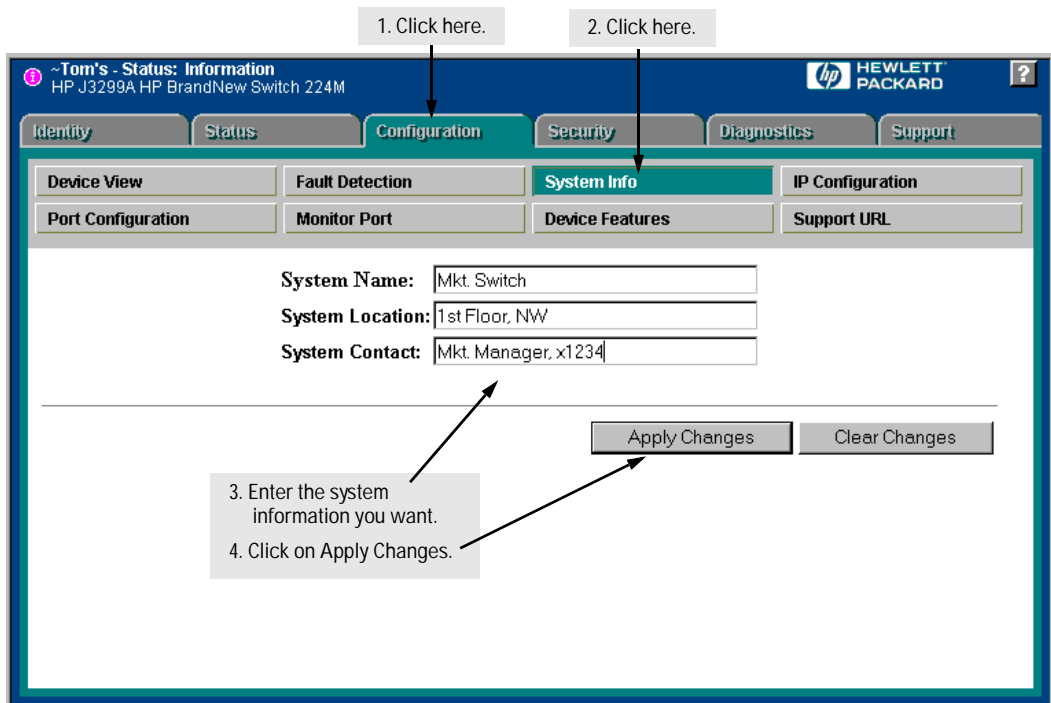 1. Click here.
2. Click here.
~Tom's - Status: Information
HP J3299A HP BrandNew Switch 224M
hp HEWLETT PACKARD
?
Identity
Status
Configuration
Security
Diagnostics
Support
Device View
Fault Detection
System Info
IP Configuration
Port Configuration
Monitor Port
Device Features
Support URL
System Name: Mkt. Switch
System Location: 1st Floor, NW
System Contact: Mkt. Manager, x1234
Apply Changes
Clear Changes
3. Enter the system
information you want.
4. Click on Apply Changes.